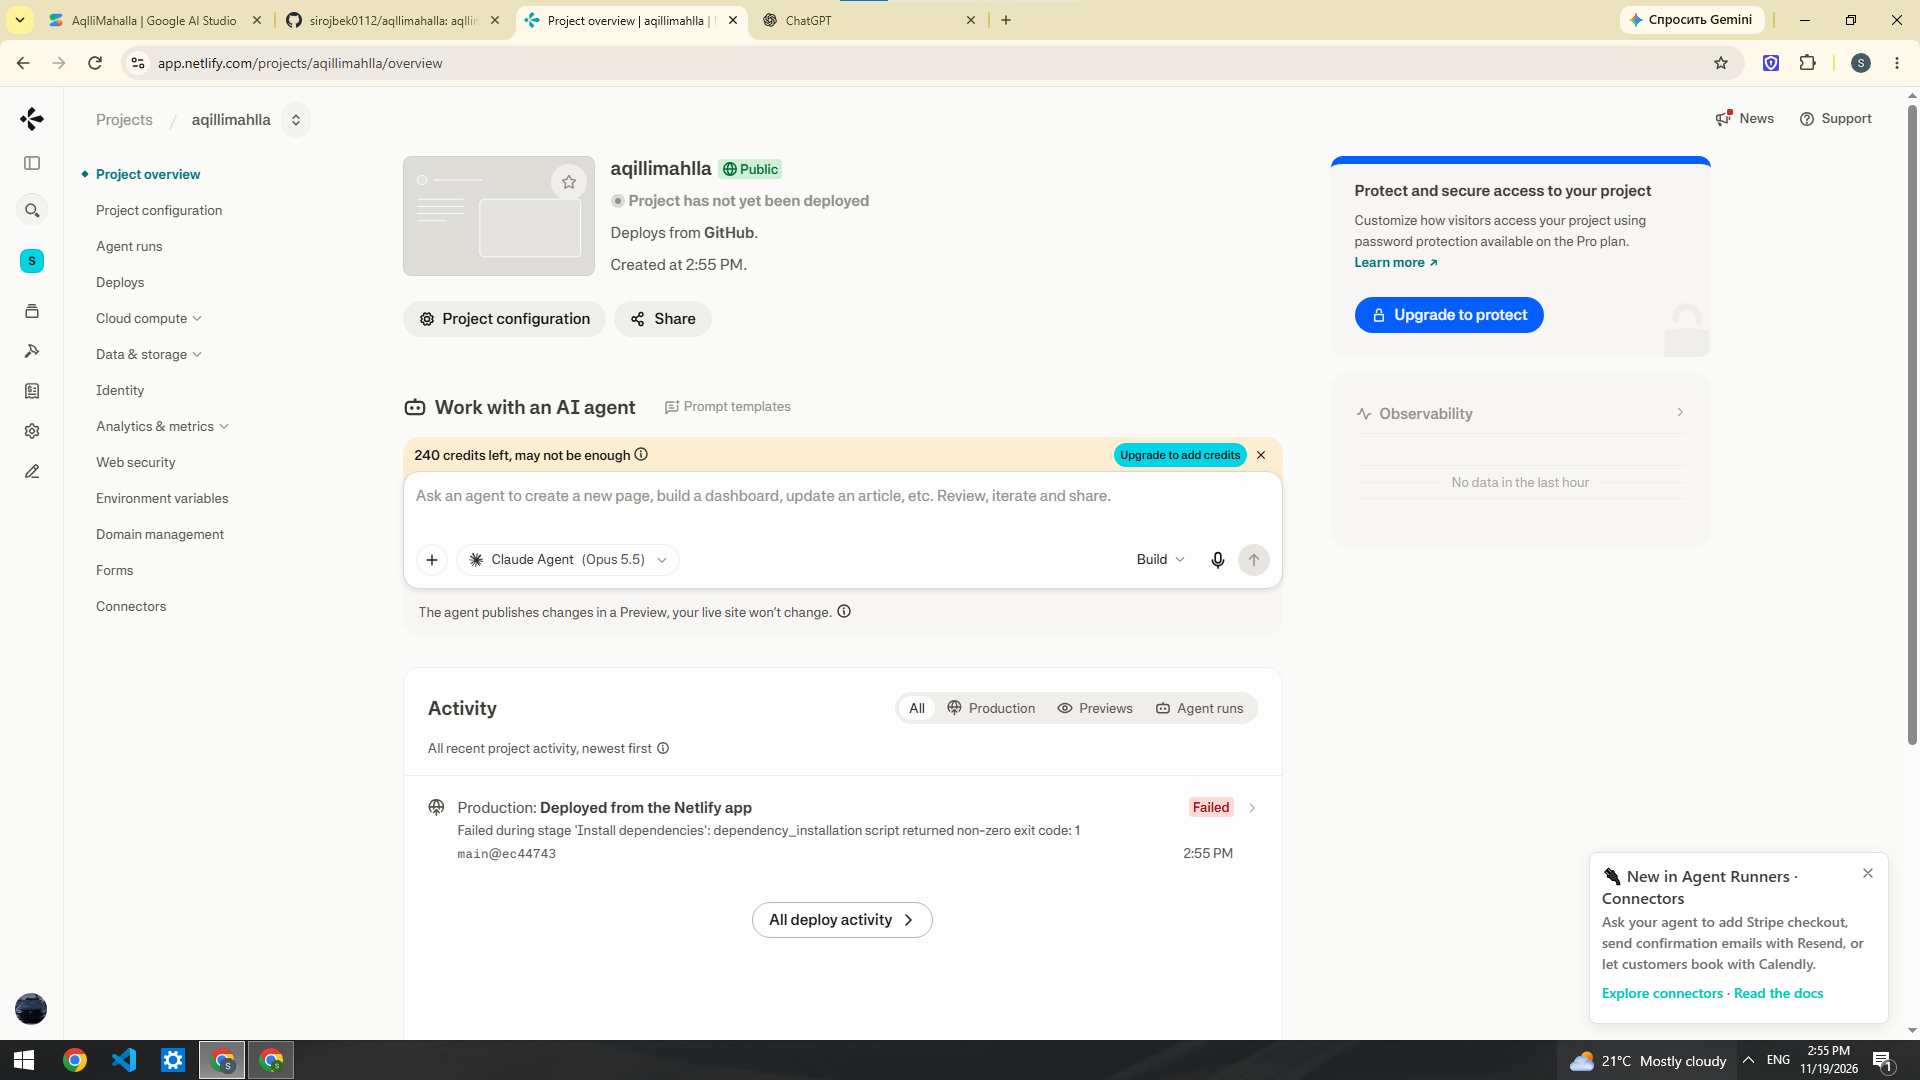 AqlliMahalla | Google AI Studio
sirojbek0112/aqllimahalla: aqllin
Project overview | aqillimahlla |
ChatGPT
Спросить Gemini
app.netlify.com/projects/aqillimahlla/overview
S
Projects / aqillimahlla
News
Support
S
Project overview
Project configuration
Agent runs
Deploys
Cloud compute
Data & storage
Identity
Analytics & metrics
Web security
Environment variables
Domain management
Forms
Connectors
aqillimahlla Public
Project has not yet been deployed
Deploys from GitHub.
Created at 2:55 PM.
Project configuration
Share
Protect and secure access to your project
Customize how visitors access your project using
password protection available on the Pro plan.
Learn more
Upgrade to protect
Observability
No data in the last hour
Work with an AI agent
Prompt templates
240 credits left, may not be enough
Upgrade to add credits
Ask an agent to create a new page, build a dashboard, update an article, etc. Review, iterate and share.
Claude Agent (Opus 5.5)
Build
The agent publishes changes in a Preview, your live site won't change.
Activity
All
Production
Previews
Agent runs
All recent project activity, newest first
Production: Deployed from the Netlify app
Failed
Failed during stage 'Install dependencies': dependency_installation script returned non-zero exit code: 1
main@ec44743
2:55 PM
All deploy activity
New in Agent Runners ·
Connectors
Ask your agent to add Stripe checkout,
send confirmation emails with Resend, or
let customers book with Calendly.
Explore connectors · Read the docs
21°C Mostly cloudy
ENG
2:55 PM
11/19/2026
1